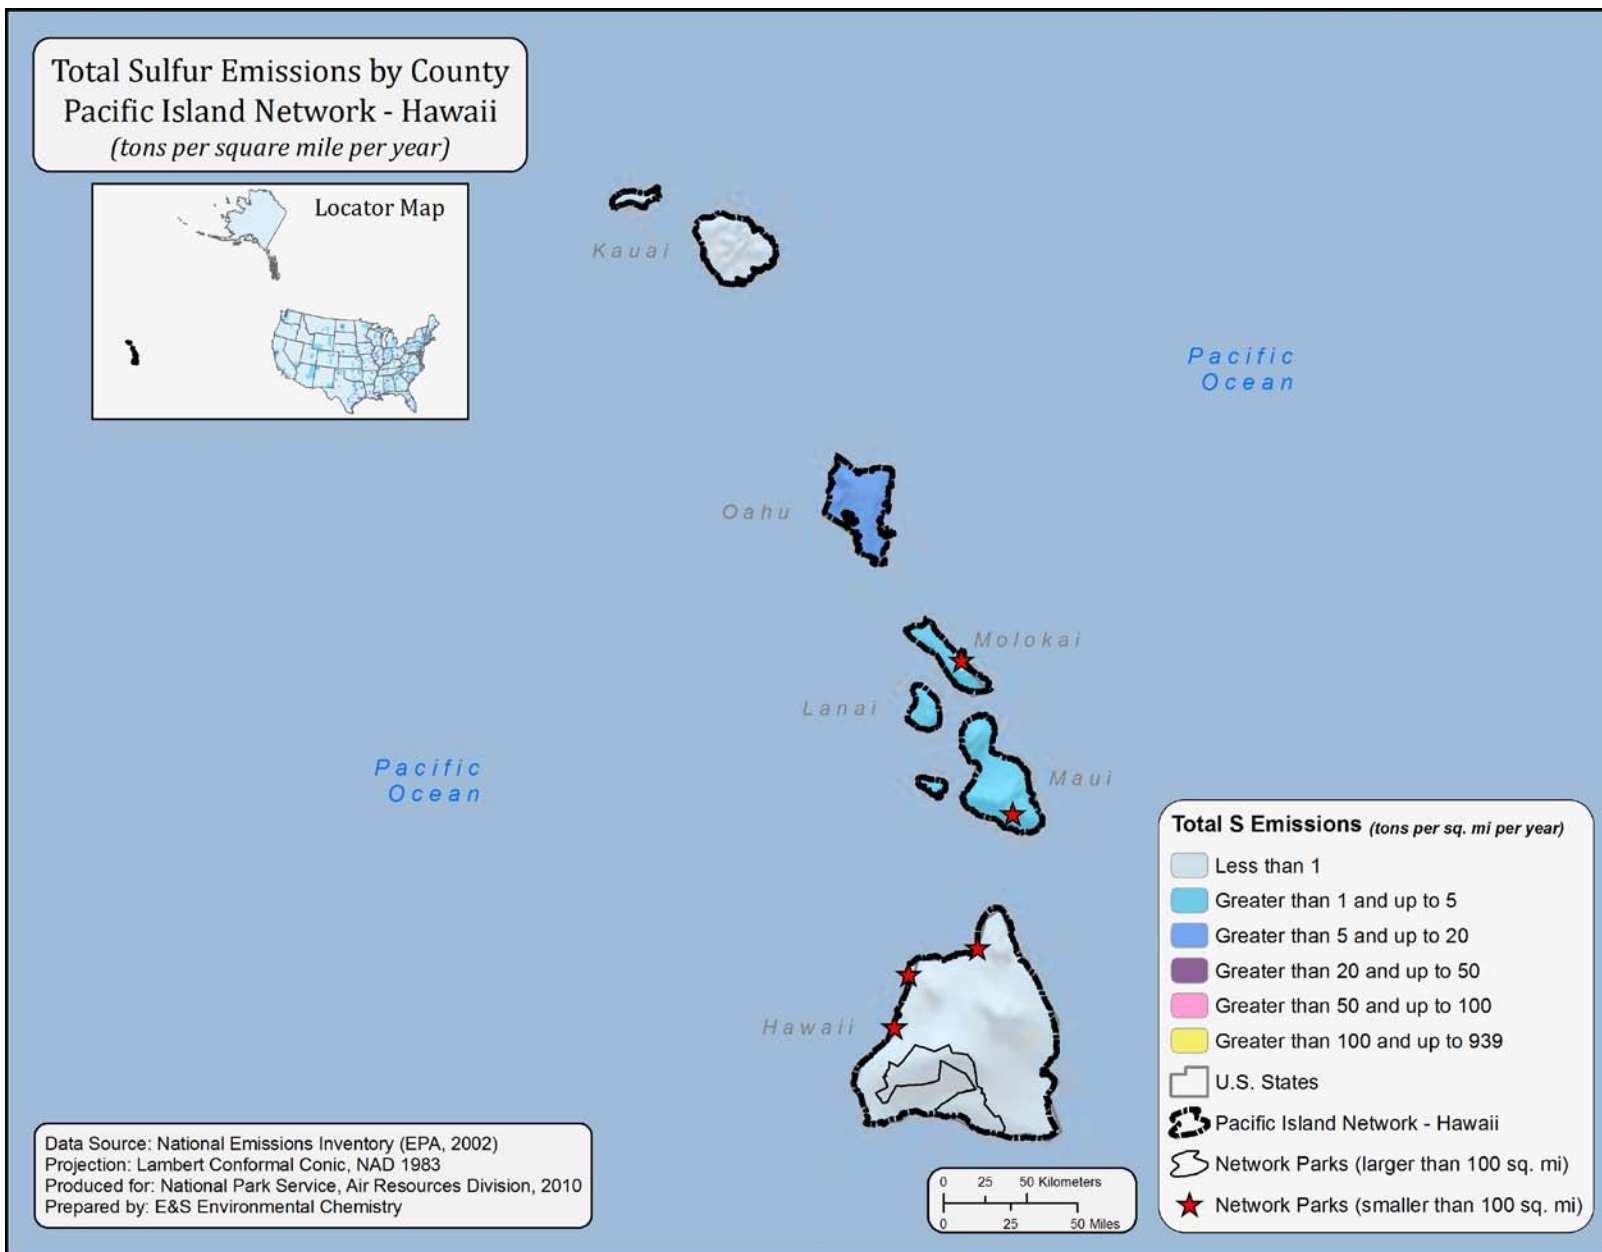 Total Sulfur Emissions by County
Pacific Island Network - Hawaii
(tons per square mile per year)
Locator Map
Kauai
Pacific
Ocean
Oahu
Molokai
Lanai
Pacific
Ocean
Maui
Hawaii
Total S Emissions (tons per sq. mi per year)
Less than 1
Greater than 1 and up to 5
Greater than 5 and up to 20
Greater than 20 and up to 50
Greater than 50 and up to 100
Greater than 100 and up to 939
U.S. States
Pacific Island Network - Hawaii
Network Parks (larger than 100 sq. mi)
Network Parks (smaller than 100 sq. mi)
Data Source: National Emissions Inventory (EPA, 2002)
Projection: Lambert Conformal Conic, NAD 1983
Produced for: National Park Service, Air Resources Division, 2010
Prepared by: E&S Environmental Chemistry
0 25 50 Kilometers
0 25 50 Miles